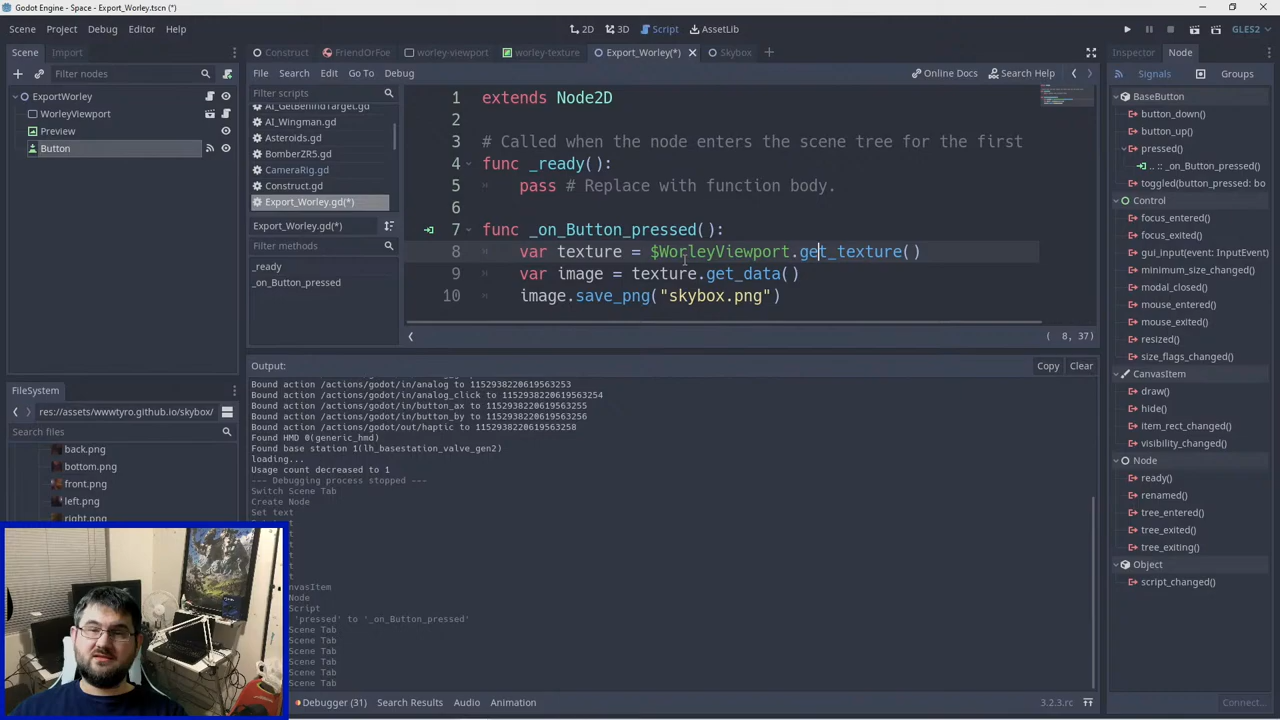 Godot Engine - Space - Export_Worley.tscn (*)
Scene Project Debug Editor Help
2D 3D Script AssetLib
GLES2
Scene Import
Construct FriendOrFoe worley-viewport worley-texture Export_Worley(*) Skybox
Inspector Node
Filter nodes
File Search Edit Go To Debug
Online Docs Search Help
Signals Groups
ExportWorley
WorleyViewport
Preview
Button
Filter scripts
AI_GetBehindTarget.gd
AI_Wingman.gd
Asteroids.gd
BomberZR5.gd
CameraRig.gd
Construct.gd
Export_Worley.gd(*)
Export_Worley.gd(*)
Filter methods
_ready
_on_Button_pressed
1 extends Node2D
2
3 # Called when the node enters the scene tree for the first
4 func _ready():
5 pass # Replace with function body.
6
7 func _on_Button_pressed():
8 var texture = $WorleyViewport.get_texture()
9 var image = texture.get_data()
10 image.save_png("skybox.png")
( 8, 37)
BaseButton
button_down()
button_up()
pressed()
.. :: _on_Button_pressed()
toggled(button_pressed: bo
Control
focus_entered()
focus_exited()
gui_input(event: InputEvent)
minimum_size_changed()
modal_closed()
mouse_entered()
mouse_exited()
resized()
size_flags_changed()
CanvasItem
draw()
hide()
item_rect_changed()
visibility_changed()
Node
ready()
renamed()
tree_entered()
tree_exited()
tree_exiting()
Object
script_changed()
Connect...
FileSystem
res://assets/wwwtyro.github.io/skybox/
Search files
back.png
bottom.png
front.png
left.png
right.png
Output:
Copy Clear
Bound action /actions/godot/in/analog to 1152938220619563253
Bound action /actions/godot/in/analog_click to 1152938220619563254
Bound action /actions/godot/in/button_ax to 1152938220619563255
Bound action /actions/godot/in/button_by to 1152938220619563256
Bound action /actions/godot/out/haptic to 1152938220619563258
Found HMD 0(generic_hmd)
Found base station 1(lh_basestation_valve_gen2)
loading...
Usage count decreased to 1
--- Debugging process stopped ---
Switch Scene Tab
Create Node
Set text
t
t
t
t
t
nvasItem
Node
Script
'pressed' to '_on_Button_pressed'
Scene Tab
Scene Tab
Scene Tab
Scene Tab
Scene Tab
Scene Tab
Debugger (31) Search Results Audio Animation
3.2.3.rc